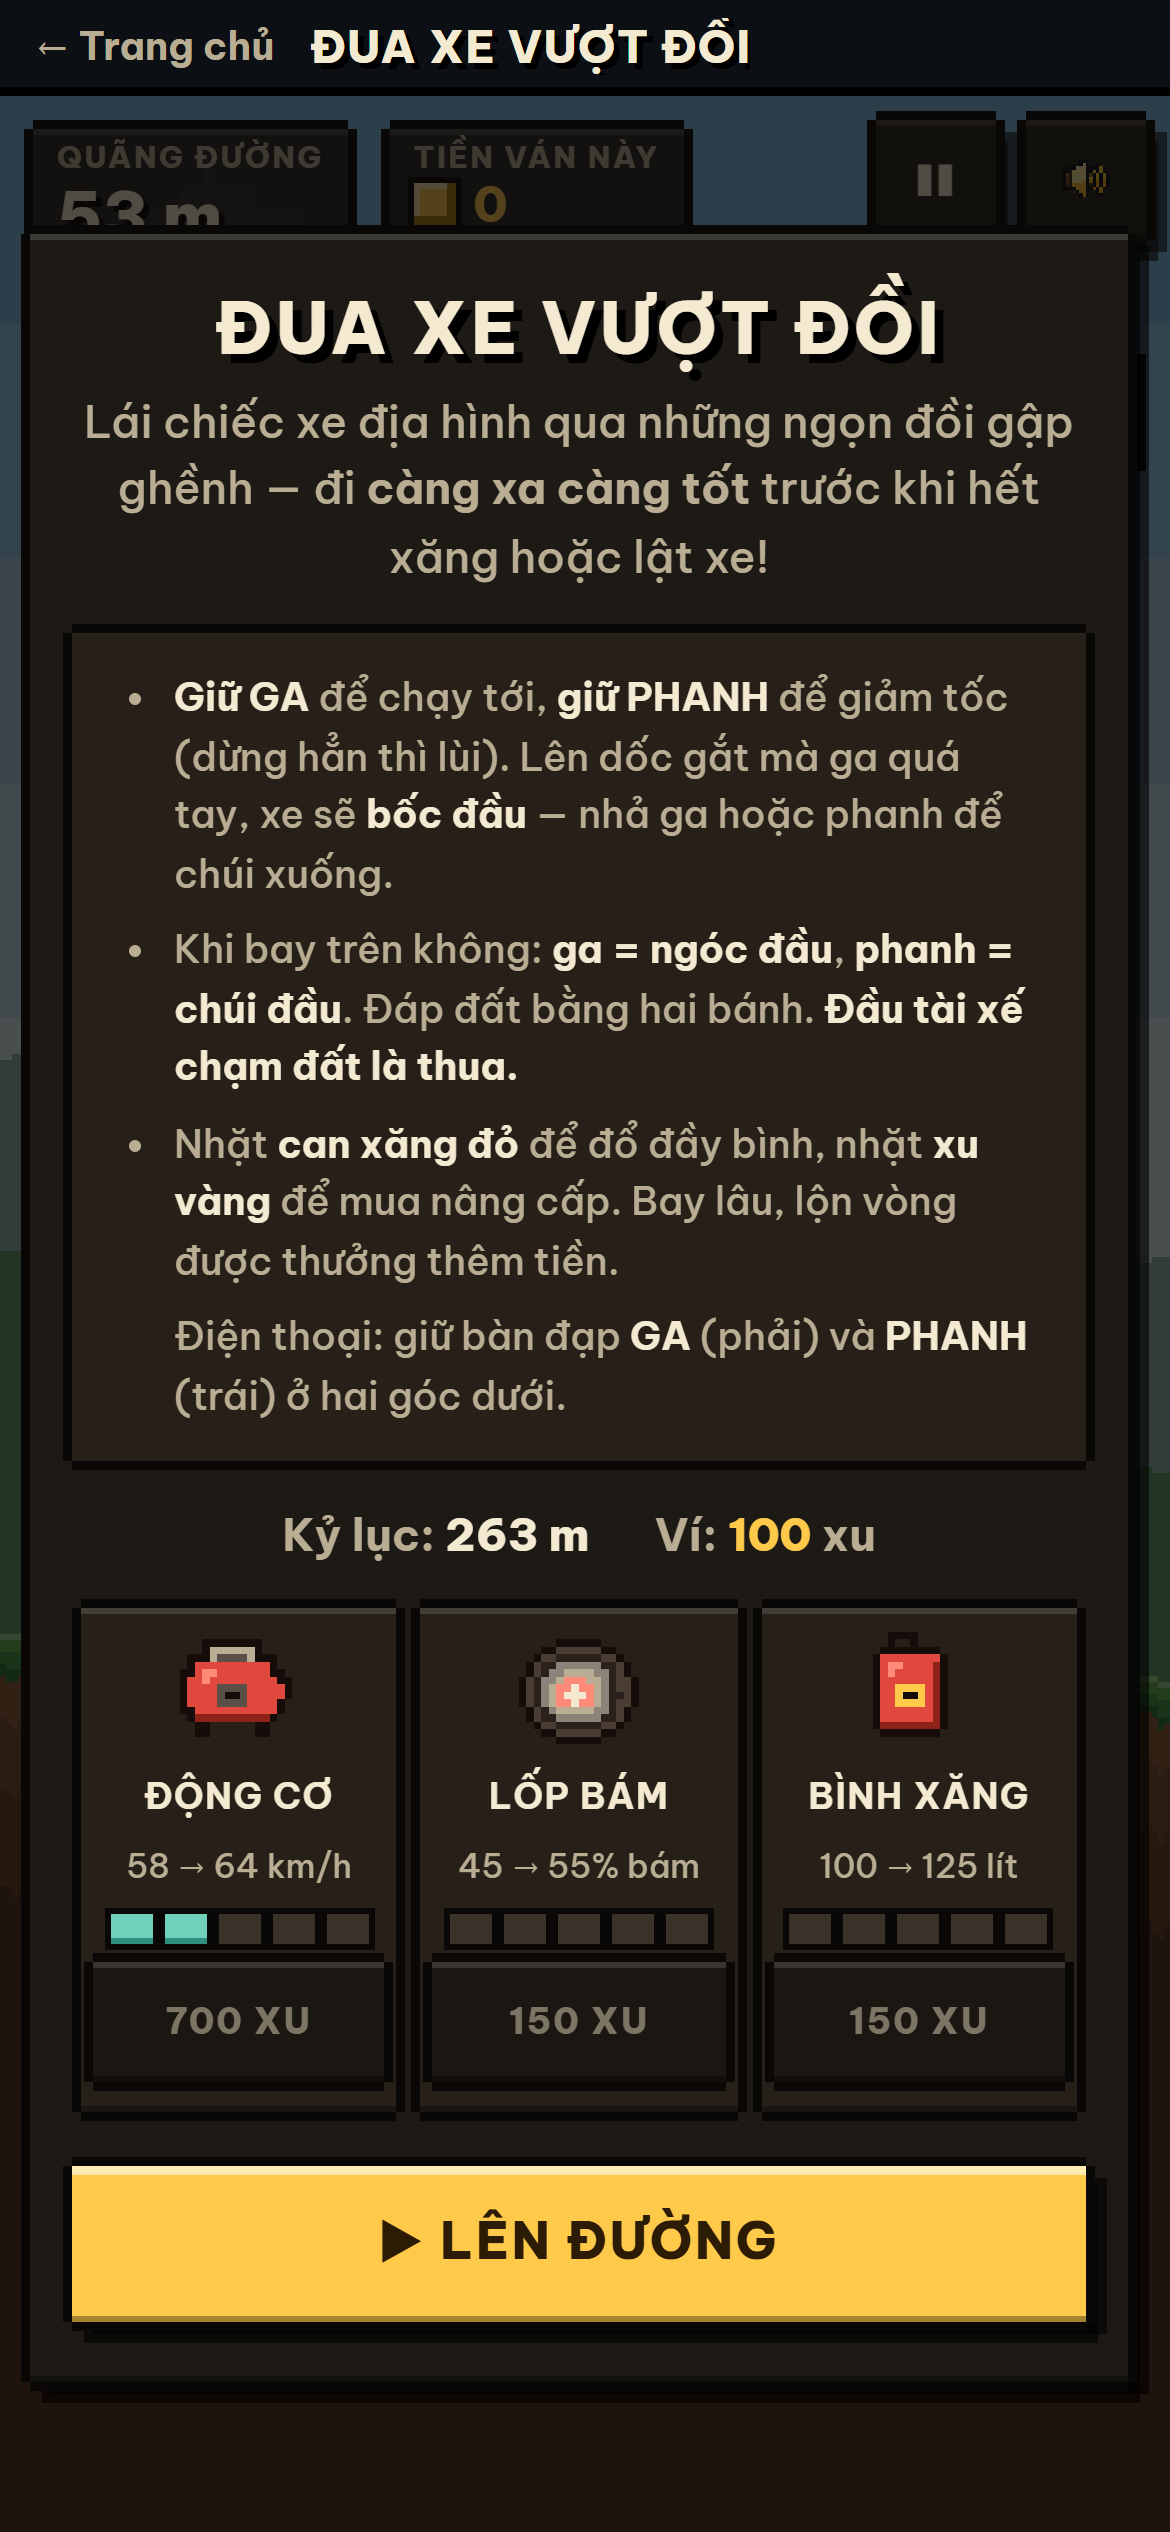 ← Trang chủ ĐUA XE VƯỢT ĐỒI
QUÃNG ĐƯỜNG TIỀN VÁN NÀY
53 m 0
ĐUA XE VƯỢT ĐỒI
Lái chiếc xe địa hình qua những ngọn đồi gập
ghềnh — đi càng xa càng tốt trước khi hết
xăng hoặc lật xe!
• Giữ GA để chạy tới, giữ PHANH để giảm tốc
(dừng hẳn thì lùi). Lên dốc gắt mà ga quá
tay, xe sẽ bốc đầu — nhả ga hoặc phanh để
chúi xuống.
• Khi bay trên không: ga = ngóc đầu, phanh =
chúi đầu. Đáp đất bằng hai bánh. Đầu tài xế
chạm đất là thua.
• Nhặt can xăng đỏ để đổ đầy bình, nhặt xu
vàng để mua nâng cấp. Bay lâu, lộn vòng
được thưởng thêm tiền.
Điện thoại: giữ bàn đạp GA (phải) và PHANH
(trái) ở hai góc dưới.
Kỷ lục: 263 m Ví: 100 xu
ĐỘNG CƠ LỐP BÁM BÌNH XĂNG
58 → 64 km/h 45 → 55% bám 100 → 125 lít
700 XU 150 XU 150 XU
▶ LÊN ĐƯỜNG